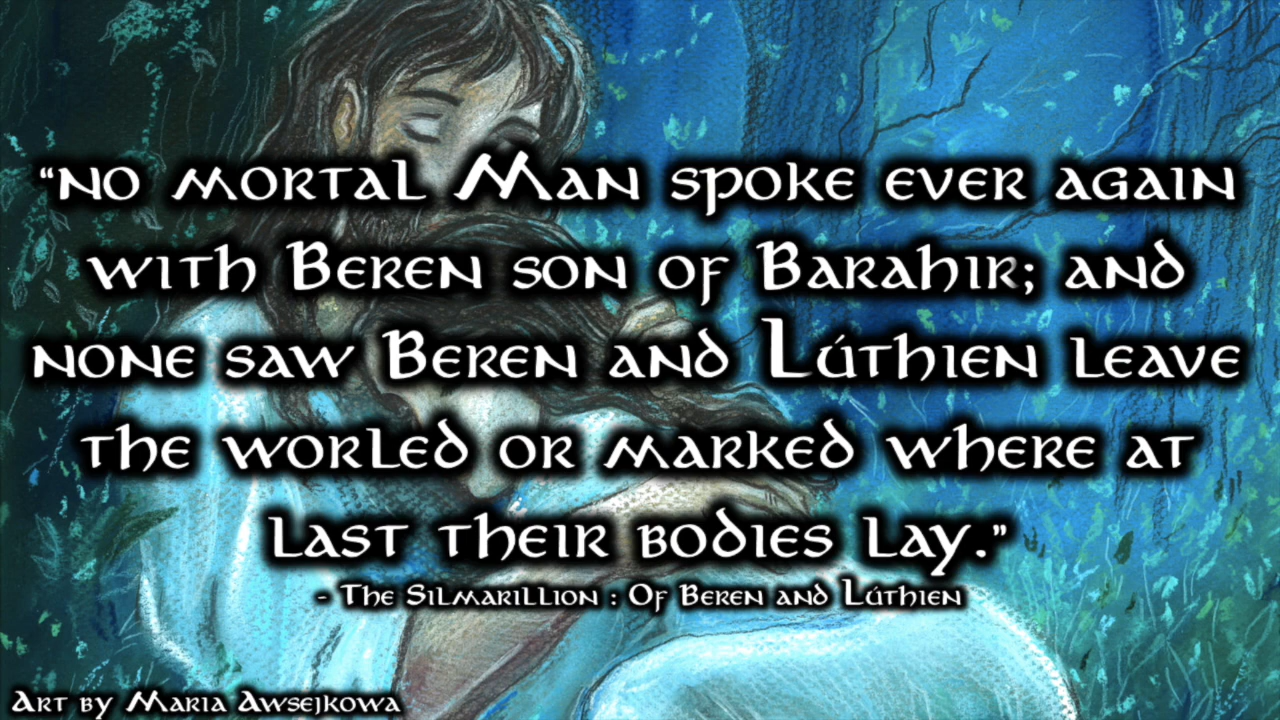 “no mortal Man spoke ever again
with Beren son of Barahir; and
none saw Beren and Lúthien leave
the worled or marked where at
last their bodies lay.”
- The Silmarillion : Of Beren and Lúthien
Art by Maria Awsejkowa